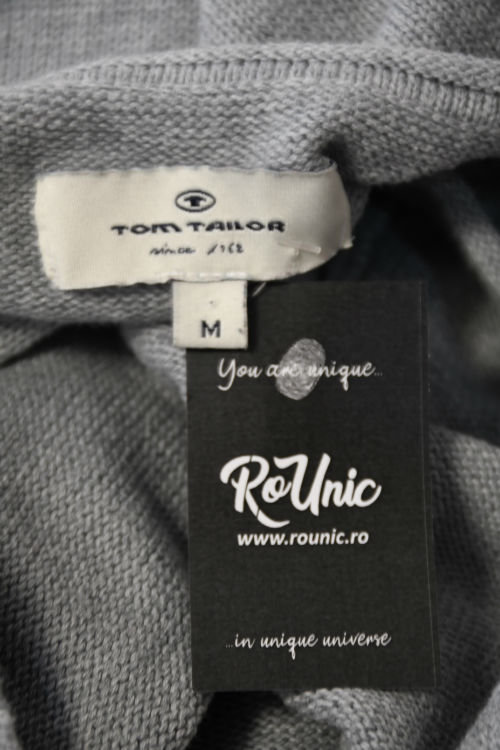 T
TOM TAILOR
since 1962
M
You are unique...
RoUnic
www.rounic.ro
...in unique universe